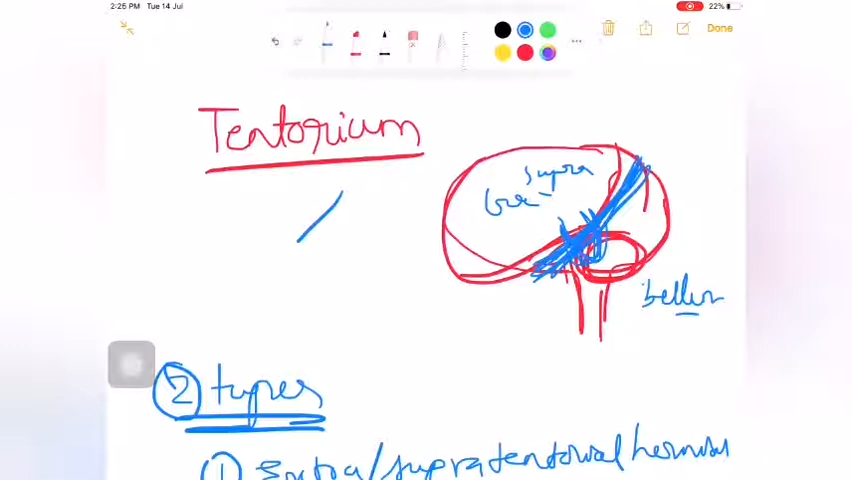 2:25 PM Tue 14 Jul
22%
Done
Tentorium
supra
bellum
2 types
1 Extra/supratentorial hernias